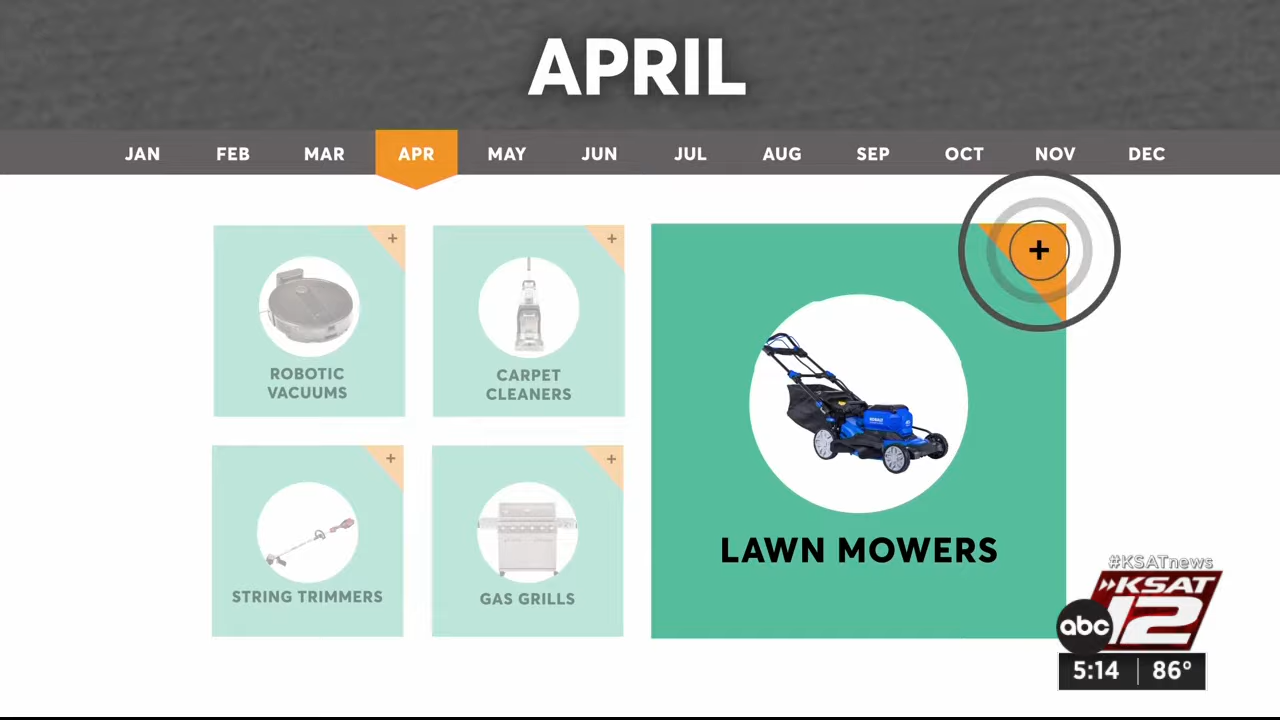 APRIL
JAN FEB MAR APR MAY JUN JUL AUG SEP OCT NOV DEC
+
+
+
ROBOTIC
VACUUMS
CARPET
CLEANERS
+
+
STRING TRIMMERS
GAS GRILLS
LAWN MOWERS
#KSATnews
KSAT
12
abc
5:14 86°